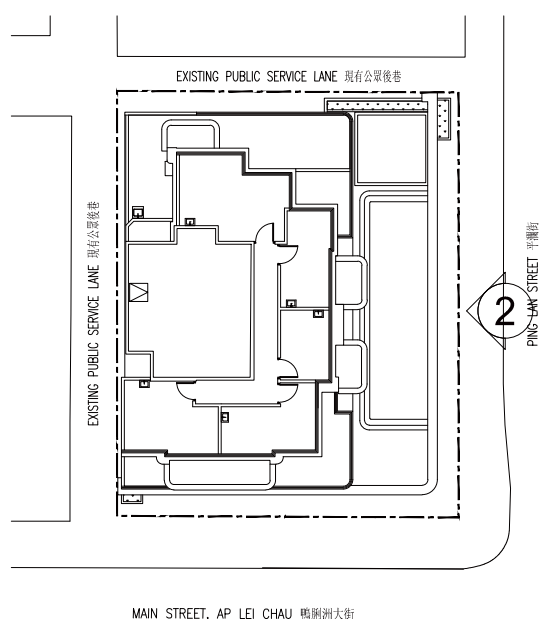 EXISTING PUBLIC SERVICE LANE 現有公眾後巷
EXISTING PUBLIC SERVICE LANE 現有公眾後巷
PING LAN STREET 平瀾街
2
MAIN STREET, AP LEI CHAU 鴨脷洲大街